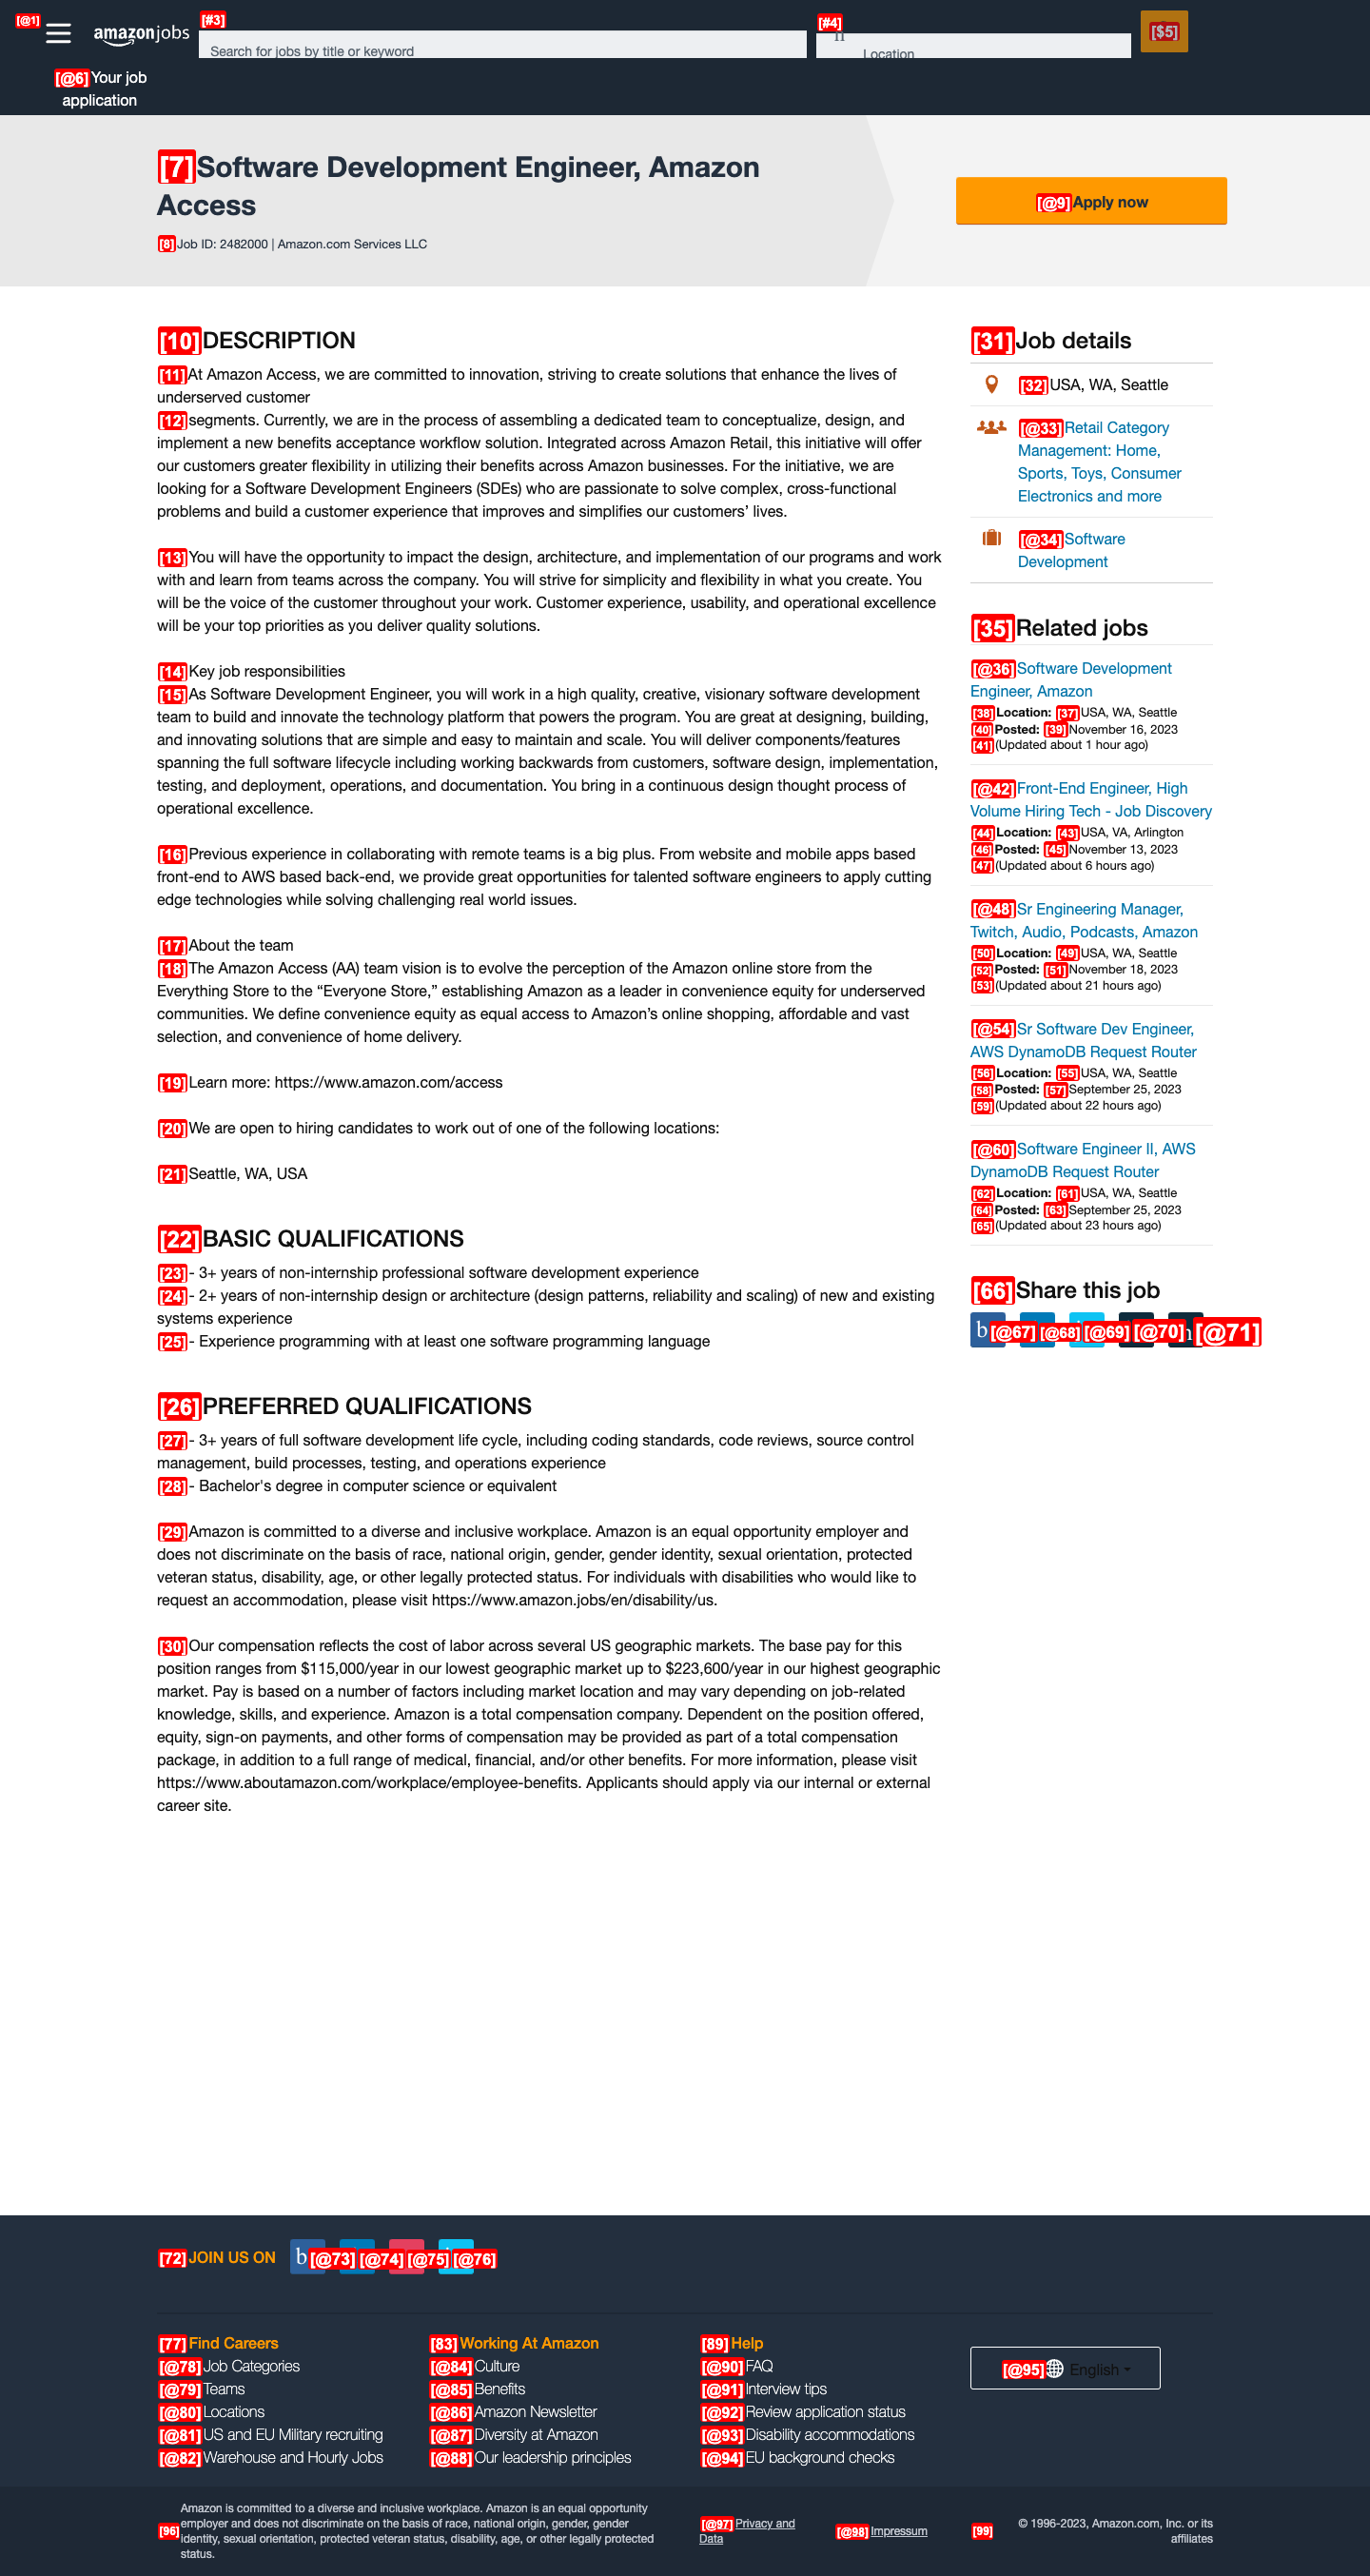 [@1] amazonjobs [#3] Search for jobs by title or keyword [#4] Location [$5]
[@6]Your job
application
[7]Software Development Engineer, Amazon
Access
[8]Job ID: 2482000 | Amazon.com Services LLC
[@9]Apply now
[10]DESCRIPTION
[11]At Amazon Access, we are committed to innovation, striving to create solutions that enhance the lives of
underserved customer
[12]segments. Currently, we are in the process of assembling a dedicated team to conceptualize, design, and
implement a new benefits acceptance workflow solution. Integrated across Amazon Retail, this initiative will offer
our customers greater flexibility in utilizing their benefits across Amazon businesses. For the initiative, we are
looking for a Software Development Engineers (SDEs) who are passionate to solve complex, cross-functional
problems and build a customer experience that improves and simplifies our customers’ lives.
[13]You will have the opportunity to impact the design, architecture, and implementation of our programs and work
with and learn from teams across the company. You will strive for simplicity and flexibility in what you create. You
will be the voice of the customer throughout your work. Customer experience, usability, and operational excellence
will be your top priorities as you deliver quality solutions.
[14]Key job responsibilities
[15]As Software Development Engineer, you will work in a high quality, creative, visionary software development
team to build and innovate the technology platform that powers the program. You are great at designing, building,
and innovating solutions that are simple and easy to maintain and scale. You will deliver components/features
spanning the full software lifecycle including working backwards from customers, software design, implementation,
testing, and deployment, operations, and documentation. You bring in a continuous design thought process of
operational excellence.
[16]Previous experience in collaborating with remote teams is a big plus. From website and mobile apps based
front-end to AWS based back-end, we provide great opportunities for talented software engineers to apply cutting
edge technologies while solving challenging real world issues.
[17]About the team
[18]The Amazon Access (AA) team vision is to evolve the perception of the Amazon online store from the
Everything Store to the “Everyone Store,” establishing Amazon as a leader in convenience equity for underserved
communities. We define convenience equity as equal access to Amazon’s online shopping, affordable and vast
selection, and convenience of home delivery.
[19]Learn more: https://www.amazon.com/access
[20]We are open to hiring candidates to work out of one of the following locations:
[21]Seattle, WA, USA
[22]BASIC QUALIFICATIONS
[23]- 3+ years of non-internship professional software development experience
[24]- 2+ years of non-internship design or architecture (design patterns, reliability and scaling) of new and existing
systems experience
[25]- Experience programming with at least one software programming language
[26]PREFERRED QUALIFICATIONS
[27]- 3+ years of full software development life cycle, including coding standards, code reviews, source control
management, build processes, testing, and operations experience
[28]- Bachelor's degree in computer science or equivalent
[29]Amazon is committed to a diverse and inclusive workplace. Amazon is an equal opportunity employer and
does not discriminate on the basis of race, national origin, gender, gender identity, sexual orientation, protected
veteran status, disability, age, or other legally protected status. For individuals with disabilities who would like to
request an accommodation, please visit https://www.amazon.jobs/en/disability/us.
[30]Our compensation reflects the cost of labor across several US geographic markets. The base pay for this
position ranges from $115,000/year in our lowest geographic market up to $223,600/year in our highest geographic
market. Pay is based on a number of factors including market location and may vary depending on job-related
knowledge, skills, and experience. Amazon is a total compensation company. Dependent on the position offered,
equity, sign-on payments, and other forms of compensation may be provided as part of a total compensation
package, in addition to a full range of medical, financial, and/or other benefits. For more information, please visit
https://www.aboutamazon.com/workplace/employee-benefits. Applicants should apply via our internal or external
career site.
[31]Job details
[32]USA, WA, Seattle
[@33]Retail Category
Management: Home,
Sports, Toys, Consumer
Electronics and more
[@34]Software
Development
[35]Related jobs
[@36]Software Development
Engineer, Amazon
[38]Location: [37]USA, WA, Seattle
[40]Posted: [39]November 16, 2023
[41](Updated about 1 hour ago)
[@42]Front-End Engineer, High
Volume Hiring Tech - Job Discovery
[44]Location: [43]USA, VA, Arlington
[46]Posted: [45]November 13, 2023
[47](Updated about 6 hours ago)
[@48]Sr Engineering Manager,
Twitch, Audio, Podcasts, Amazon
[50]Location: [49]USA, WA, Seattle
[52]Posted: [51]November 18, 2023
[53](Updated about 21 hours ago)
[@54]Sr Software Dev Engineer,
AWS DynamoDB Request Router
[56]Location: [55]USA, WA, Seattle
[58]Posted: [57]September 25, 2023
[59](Updated about 22 hours ago)
[@60]Software Engineer II, AWS
DynamoDB Request Router
[62]Location: [61]USA, WA, Seattle
[64]Posted: [63]September 25, 2023
[65](Updated about 23 hours ago)
[66]Share this job
b [@67] [@68] [@69] [@70] [@71]
[72]JOIN US ON b [@73] [@74] [@75] [@76]
[77]Find Careers
[@78]Job Categories
[@79]Teams
[@80]Locations
[@81]US and EU Military recruiting
[@82]Warehouse and Hourly Jobs
[83]Working At Amazon
[@84]Culture
[@85]Benefits
[@86]Amazon Newsletter
[@87]Diversity at Amazon
[@88]Our leadership principles
[89]Help
[@90]FAQ
[@91]Interview tips
[@92]Review application status
[@93]Disability accommodations
[@94]EU background checks
[@95] English
[96] Amazon is committed to a diverse and inclusive workplace. Amazon is an equal opportunity
employer and does not discriminate on the basis of race, national origin, gender, gender
identity, sexual orientation, protected veteran status, disability, age, or other legally protected
status.
[@97]Privacy and
Data
[@98]Impressum
[99] © 1996-2023, Amazon.com, Inc. or its
affiliates